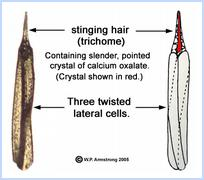 stinging hair
(trichome)
Containing slender, pointed
crystal of calcium oxalate.
(Crystal shown in red.)
Three twisted
lateral cells.
© W.P. Armstrong 2005